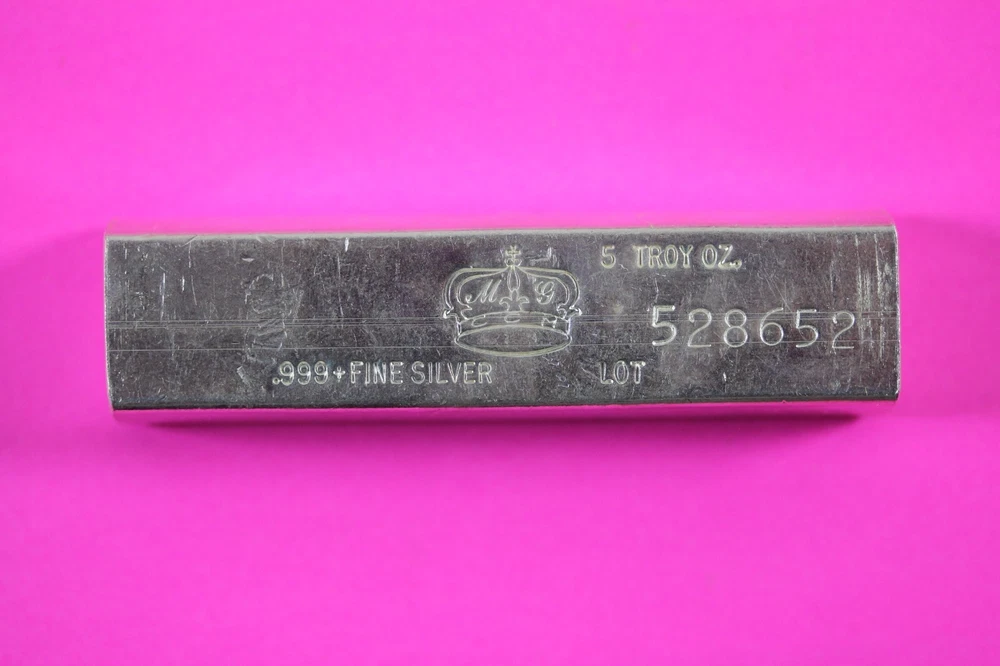 5 TROY OZ.
M G
528652
.999+FINE SILVER
LOT